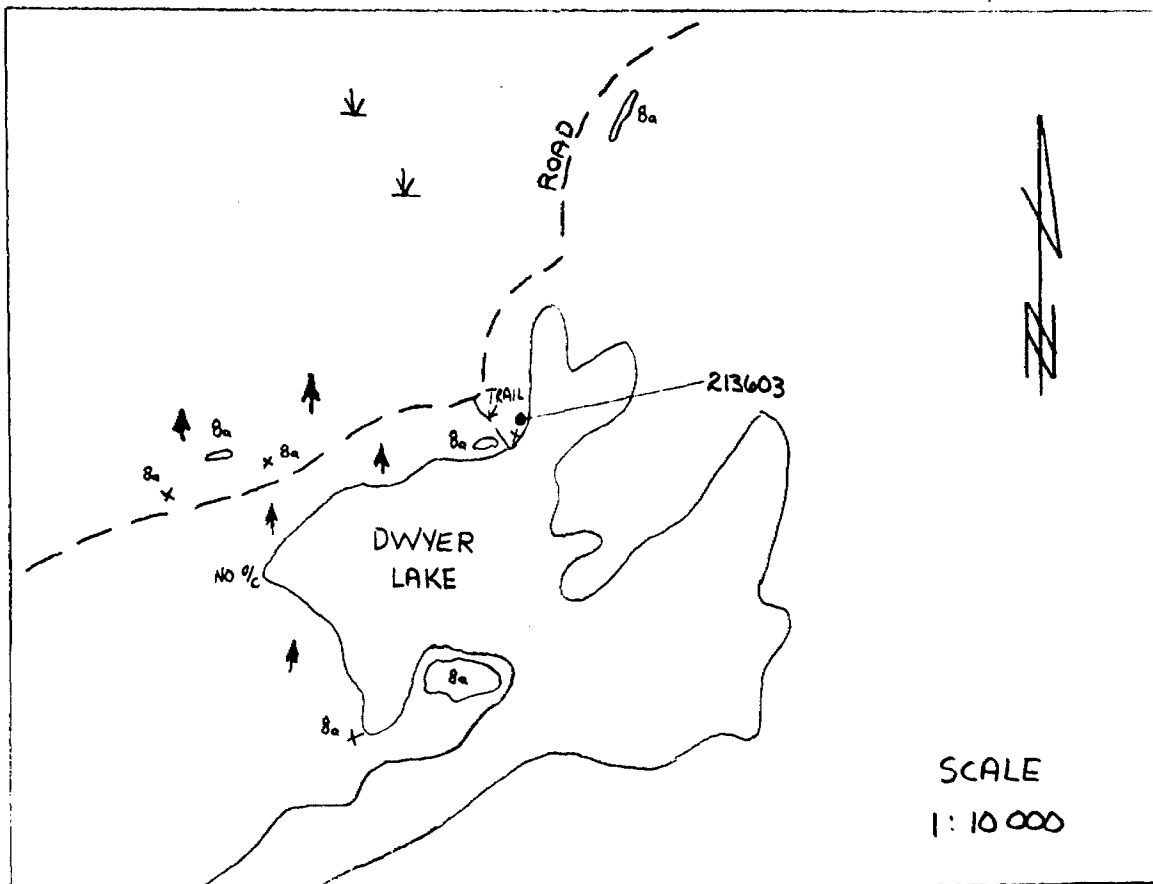 8a
ROAD
TRAIL
213603
8a
8a
8a
8a
DWYER
LAKE
NO O/C
8a
8a
SCALE
1:10 000
N